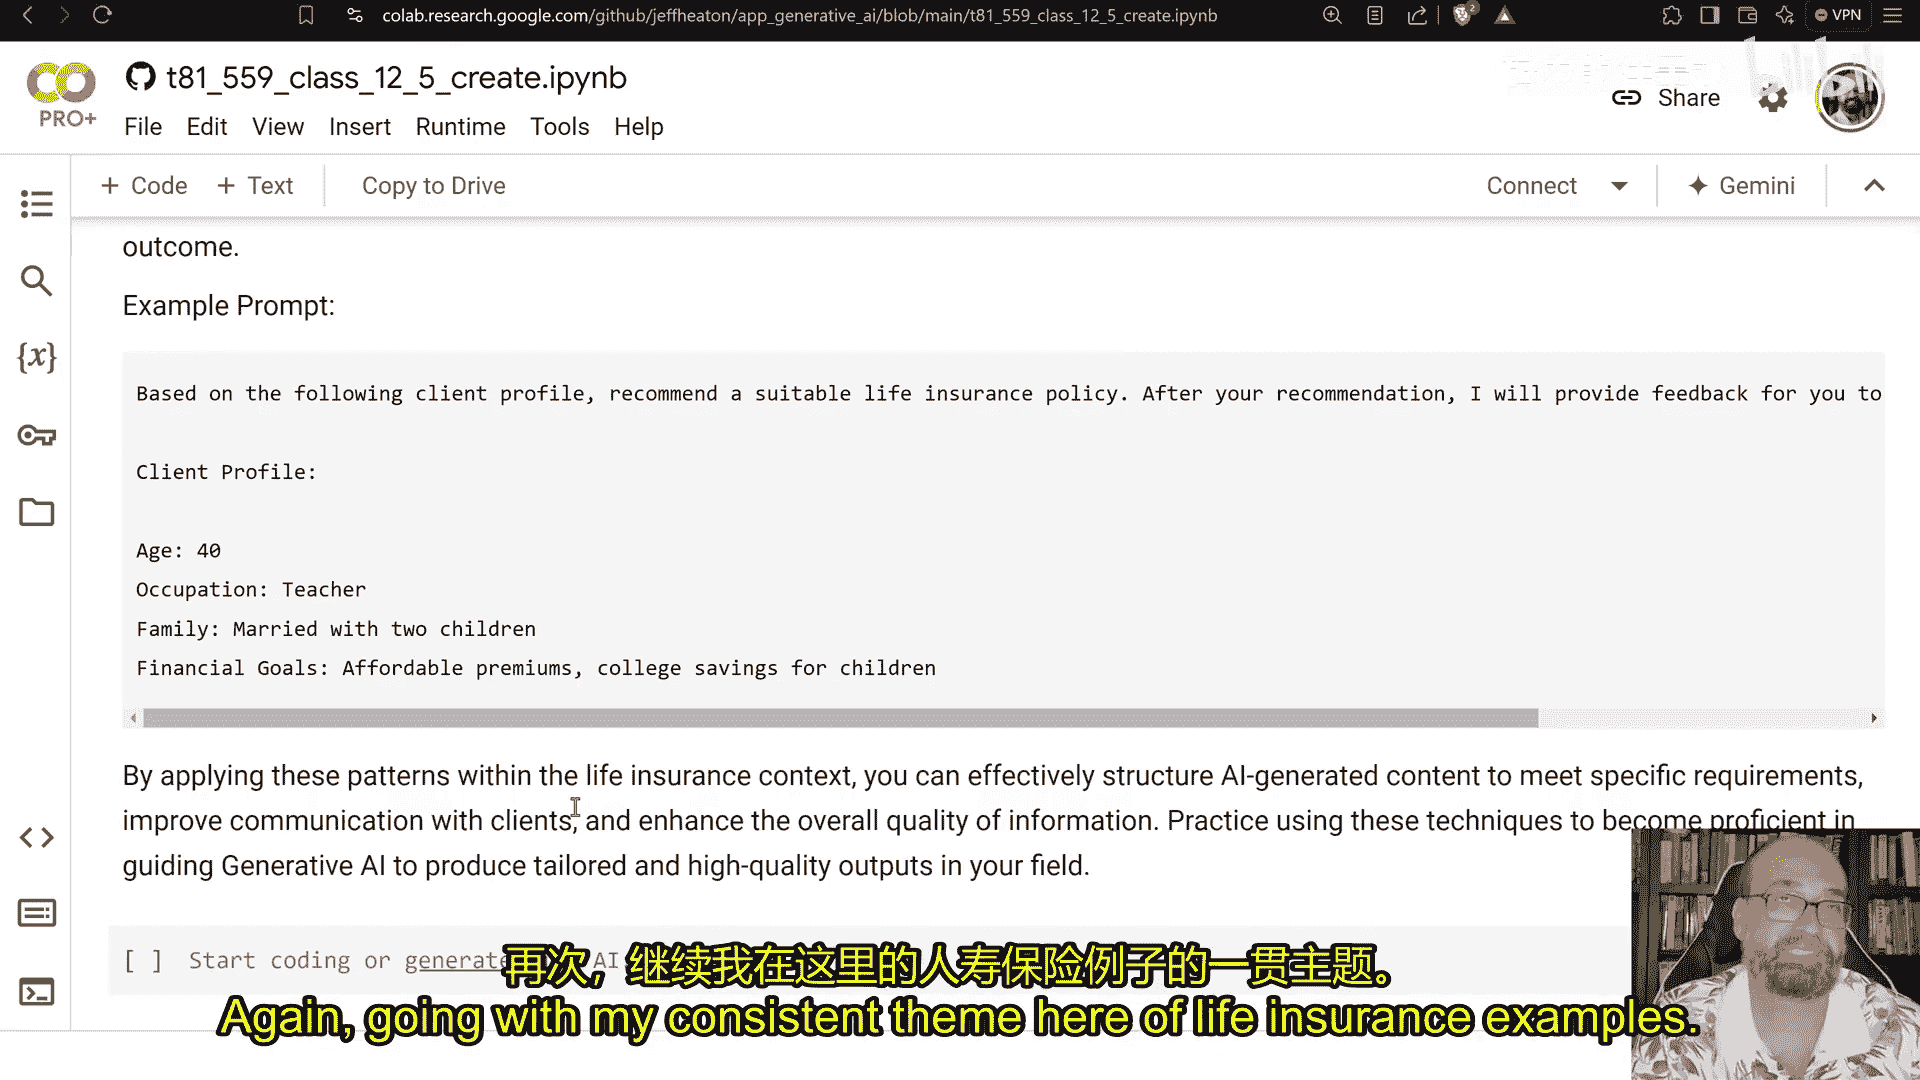 colab.research.google.com/github/jeffheaton/app_generative_ai/blob/main/t81_559_class_12_5_create.ipynb
2
VPN
t81_559_class_12_5_create.ipynb
Share
PRO+
File Edit View Insert Runtime Tools Help
+ Code + Text Copy to Drive Connect Gemini
outcome.
Example Prompt:
Based on the following client profile, recommend a suitable life insurance policy. After your recommendation, I will provide feedback for you to
Client Profile:
Age: 40
Occupation: Teacher
Family: Married with two children
Financial Goals: Affordable premiums, college savings for children
By applying these patterns within the life insurance context, you can effectively structure AI-generated content to meet specific requirements,
improve communication with clients, and enhance the overall quality of information. Practice using these techniques to become proficient in
guiding Generative AI to produce tailored and high-quality outputs in your field.
[ ] Start coding or generate AI
再次，继续我在这里的人寿保险例子的一贯主题。
Again, going with my consistent theme here of life insurance examples.